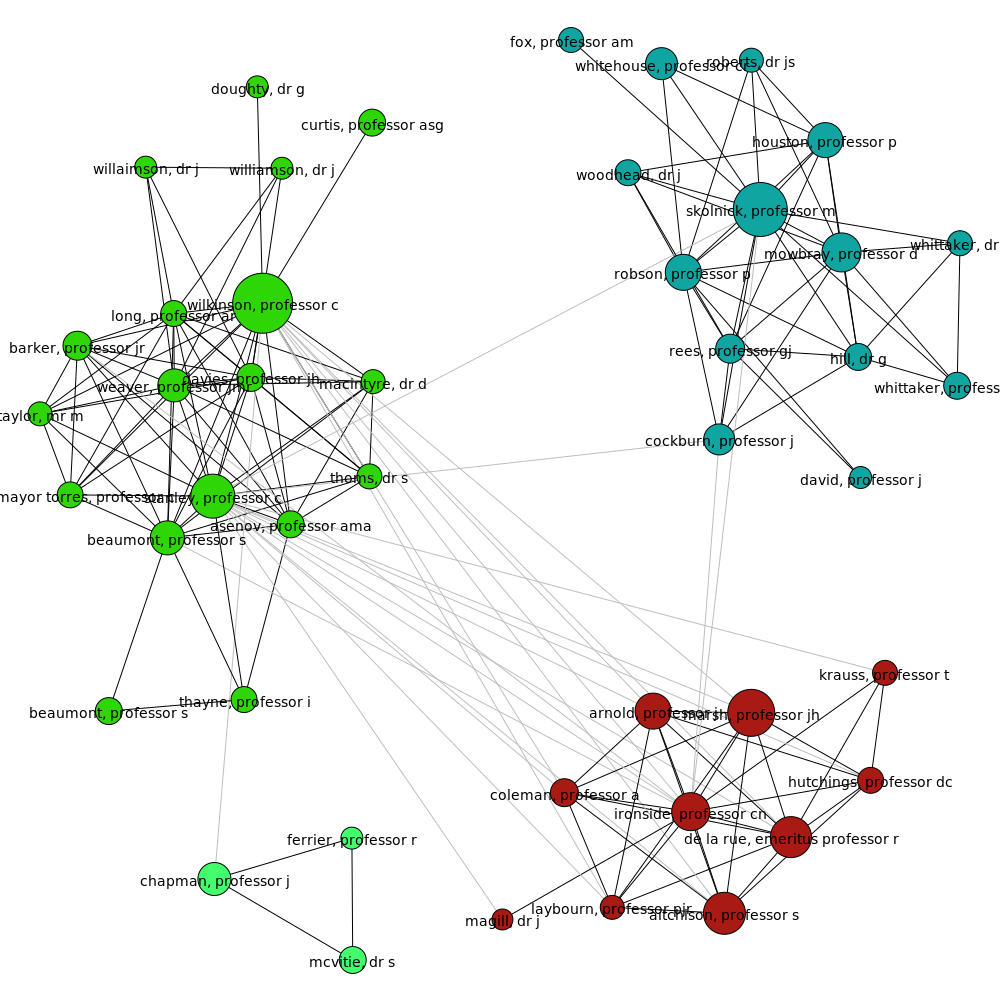 fox, professor am
whitehouse, professor cr
roberts, dr js
doughty, dr g
curtis, professor asg
houston, professor p
willaimson, dr j
williamson, dr j
woodhead, dr j
skolnick, professor m
whittaker, dr
mowbray, professor d
robson, professor p
wilkinson, professor c
long, professor ar
barker, professor jr
rees, professor gj
hill, dr g
davies, professor jh
macintyre, dr d
weaver, professor jmr
whittaker, profess
taylor, mr m
cockburn, professor j
thoms, dr s
david, professor j
mayor torres, professor
stanley, professor c
asenov, professor ama
beaumont, professor s
krauss, professor t
thayne, professor i
beaumont, professor s
arnold, professor
marsh, professor jh
hutchings, professor dc
coleman, professor a
ironside, professor cn
ferrier, professor r
de la rue, emeritus professor r
chapman, professor j
laybourn, professor pjr
aitchison, professor s
magill, dr j
mcvitie, dr s